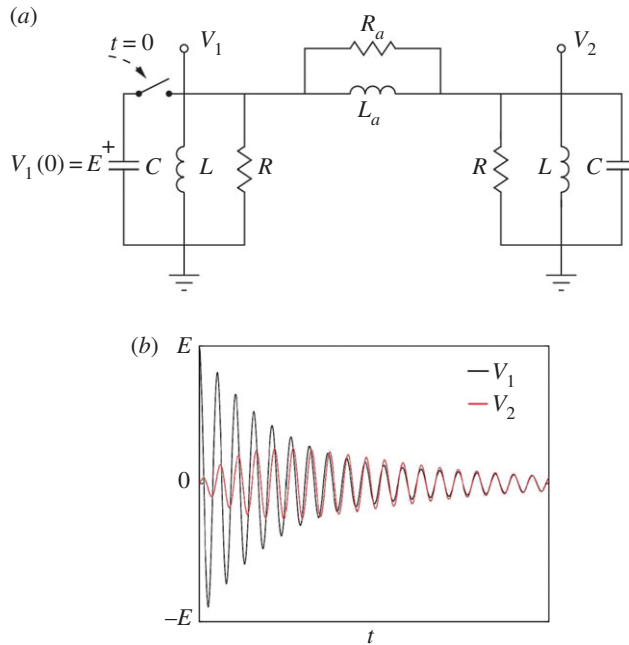 (a)
t = 0
V1
Ra
La
V2
V1(0) = E
+
C
L
R
R
L
C
(b)
E
V1
V2
0
–E
t